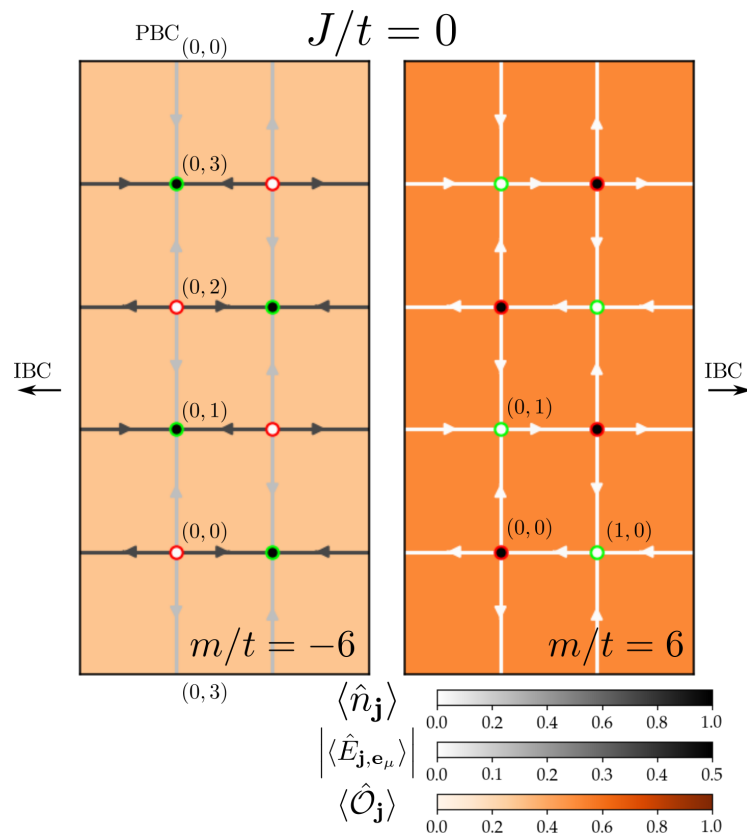 PBC (0, 0) J/t = 0
(0, 3)
(0, 2)
IBC IBC
(0, 1) (0, 1)
(0, 0) (0, 0) (1, 0)
m/t = −6 m/t = 6
(0, 3)
⟨n̂_𝐣⟩ 0.0 0.2 0.4 0.6 0.8 1.0
|⟨Ê_{𝐣,𝐞_μ}⟩| 0.0 0.1 0.2 0.3 0.4 0.5
⟨𝒪̂_𝐣⟩ 0.0 0.2 0.4 0.6 0.8 1.0